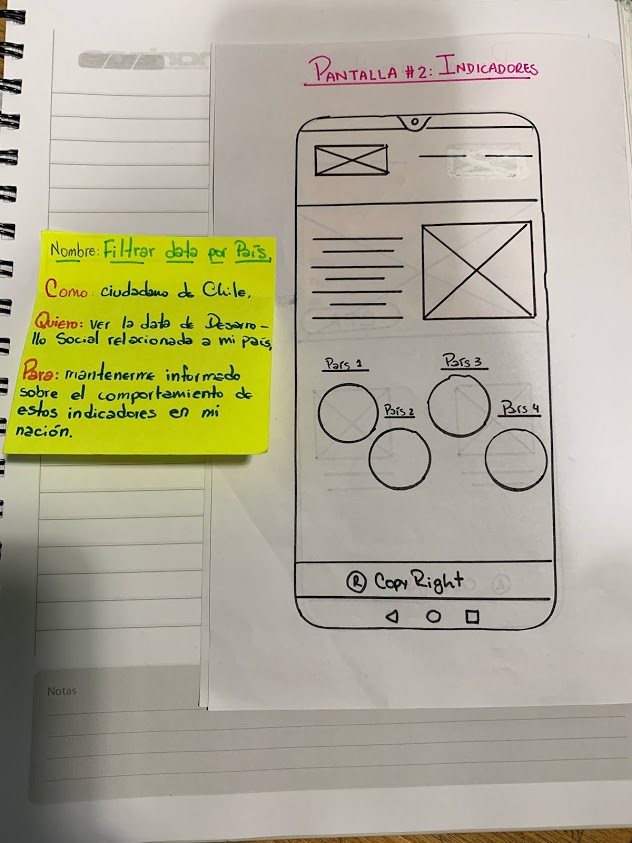 PANTALLA #2: INDICADORES
Nombre: Filtrar data por País.
Como: ciudadano de Chile,
Quiero: ver la data de Desarro-
llo Social relacionada a mi país,
Para: mantenerme informado
sobre el comportamiento de
estos indicadores en mi
nación.
País 1
País 3
País 2
País 4
® CopyRight
Notas